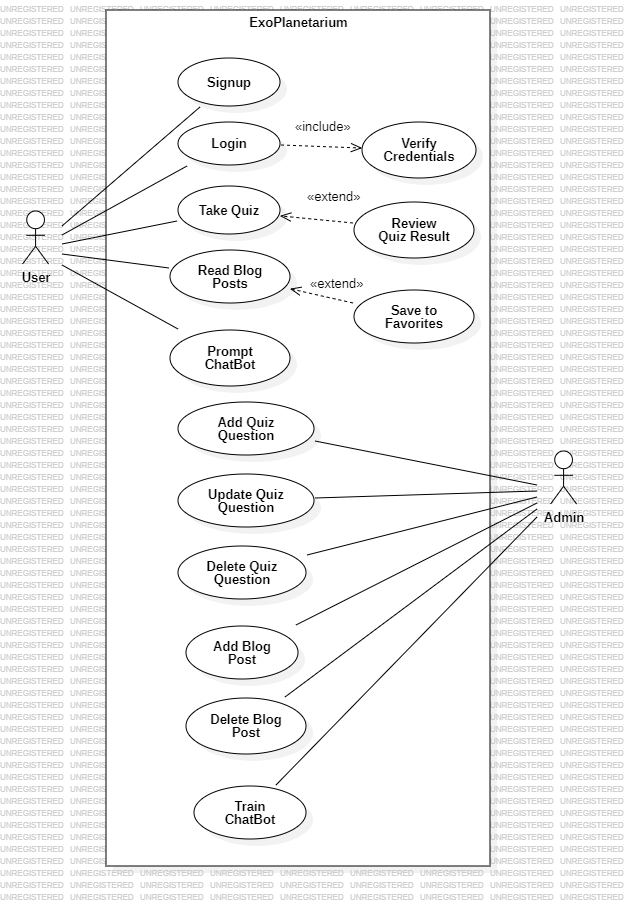 ExoPlanetarium
Signup
Login
«include»
Verify
Credentials
Take Quiz
«extend»
Review
Quiz Result
User
Read Blog
Posts
«extend»
Save to
Favorites
Prompt
ChatBot
Add Quiz
Question
Update Quiz
Question
Admin
Delete Quiz
Question
Add Blog
Post
Delete Blog
Post
Train
ChatBot
UNREGISTERED